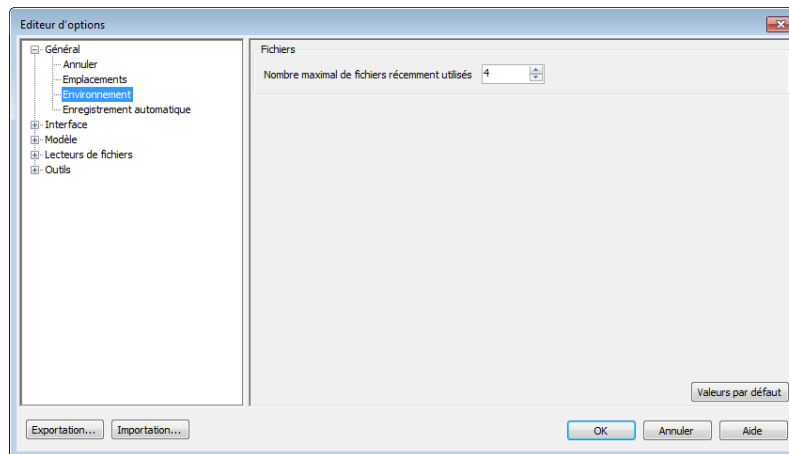 Editeur d'options
Général
Annuler
Emplacements
Environnement
Enregistrement automatique
Interface
Modèle
Lecteurs de fichiers
Outils
Fichiers
Nombre maximal de fichiers récemment utilisés 4
Valeurs par défaut
Exportation... Importation... OK Annuler Aide